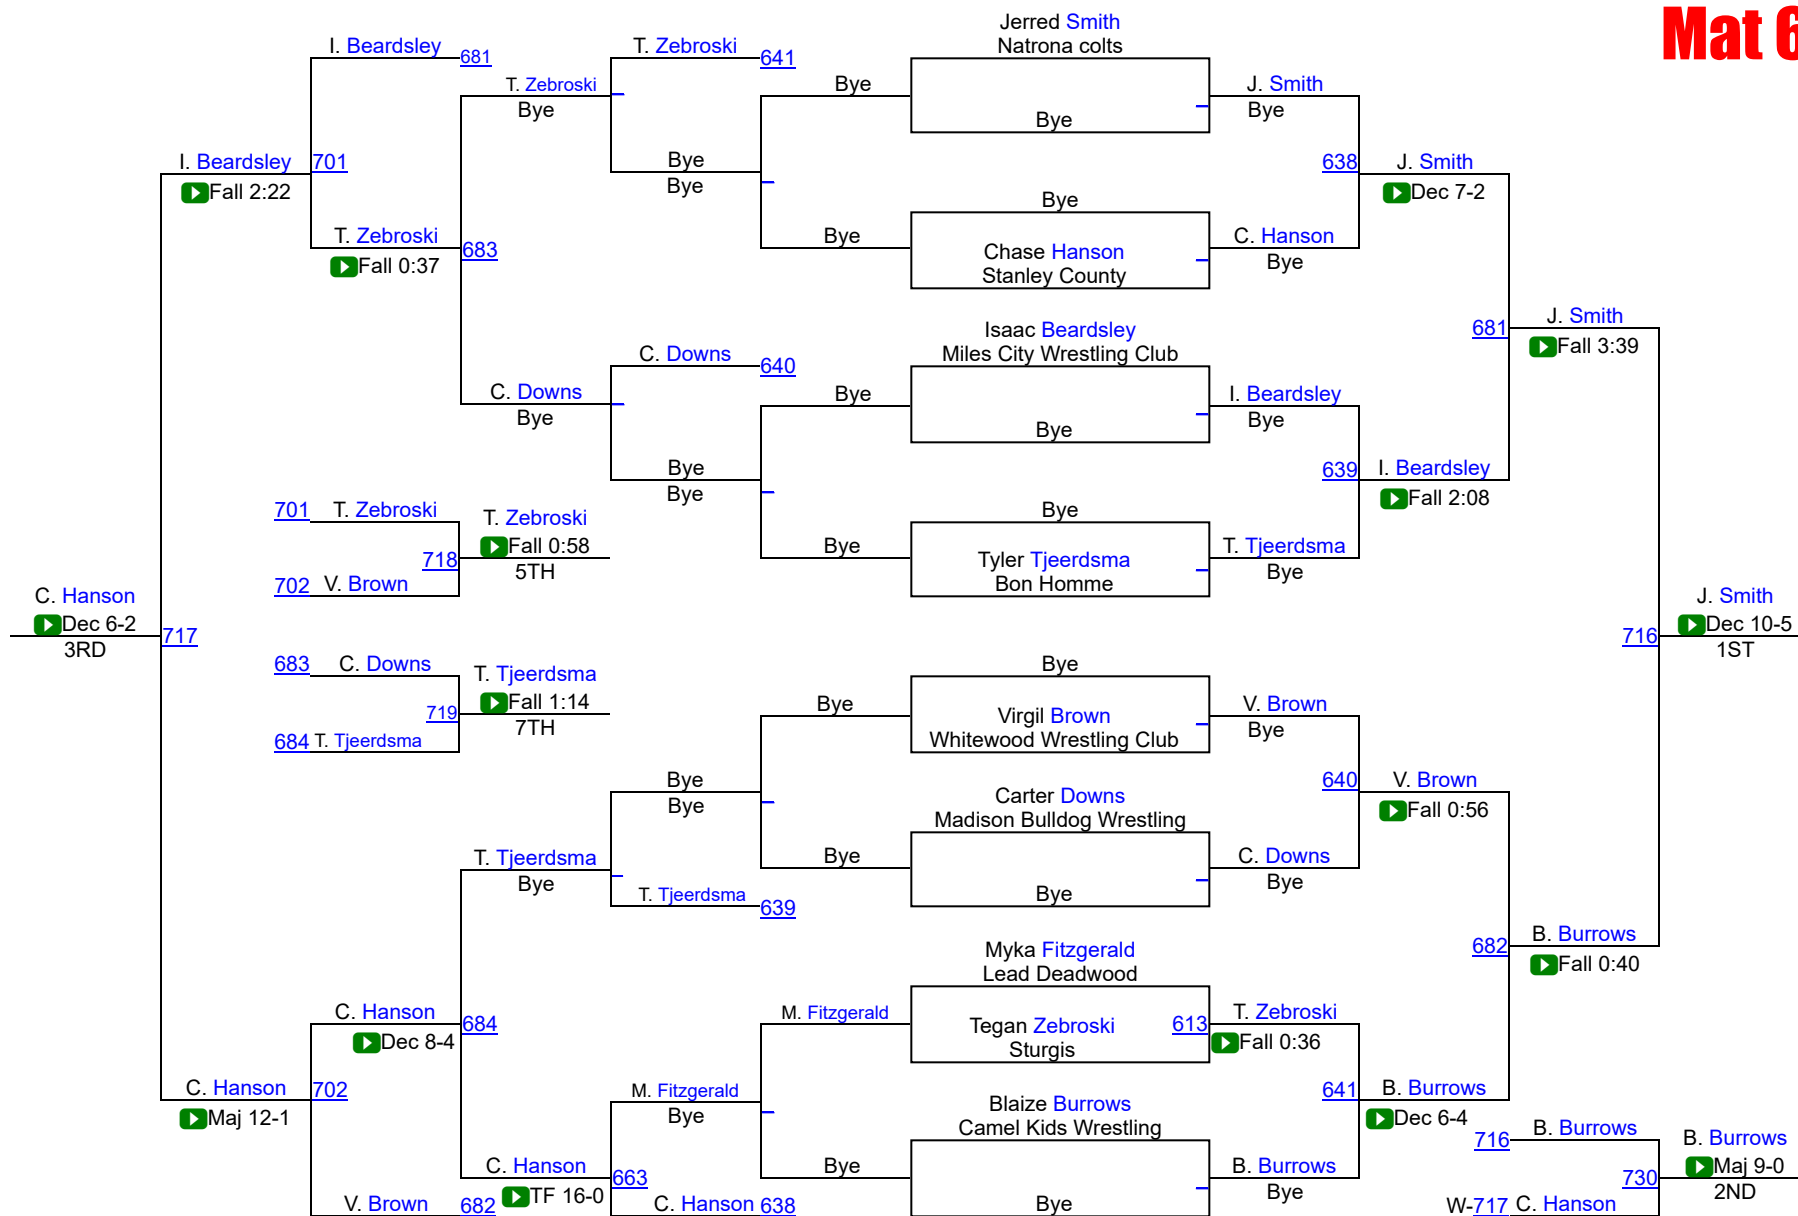 Mat 6
Jerred Smith
Natrona colts
Bye
I. Beardsley 681
T. Zebroski 641
T. Zebroski
Bye
Bye
J. Smith
Bye
I. Beardsley 701
Fall 2:22
Bye
Bye
638 J. Smith
Dec 7-2
T. Zebroski 683
Fall 0:37
Bye
Bye
Chase Hanson
Stanley County
C. Hanson
Bye
Isaac Beardsley
Miles City Wrestling Club
Bye
681 J. Smith
Fall 3:39
C. Downs 640
C. Downs
Bye
Bye
I. Beardsley
Bye
Bye
Bye
639 I. Beardsley
Fall 2:08
701 T. Zebroski
718
702 V. Brown
T. Zebroski
Fall 0:58
5TH
Bye
Bye
Tyler Tjeerdsma
Bon Homme
T. Tjeerdsma
Bye
C. Hanson
Dec 6-2
3RD
717
716
J. Smith
Dec 10-5
1ST
683 C. Downs
719
684 T. Tjeerdsma
T. Tjeerdsma
Fall 1:14
7TH
Bye
Bye
Virgil Brown
Whitewood Wrestling Club
V. Brown
Bye
Bye
Bye
640 V. Brown
Fall 0:56
Carter Downs
Madison Bulldog Wrestling
Bye
T. Tjeerdsma
Bye
Bye
C. Downs
Bye
T. Tjeerdsma 639
Myka Fitzgerald
Lead Deadwood
682 B. Burrows
Fall 0:40
C. Hanson 684
Dec 8-4
M. Fitzgerald
Tegan Zebroski 613
Sturgis
T. Zebroski
Fall 0:36
C. Hanson 702
Maj 12-1
M. Fitzgerald
Bye
Blaize Burrows
Camel Kids Wrestling
Bye
641 B. Burrows
Dec 6-4
C. Hanson 663
TF 16-0
Bye
B. Burrows
Bye
716 B. Burrows
730
B. Burrows
Maj 9-0
2ND
V. Brown 682
C. Hanson 638
W-717 C. Hanson